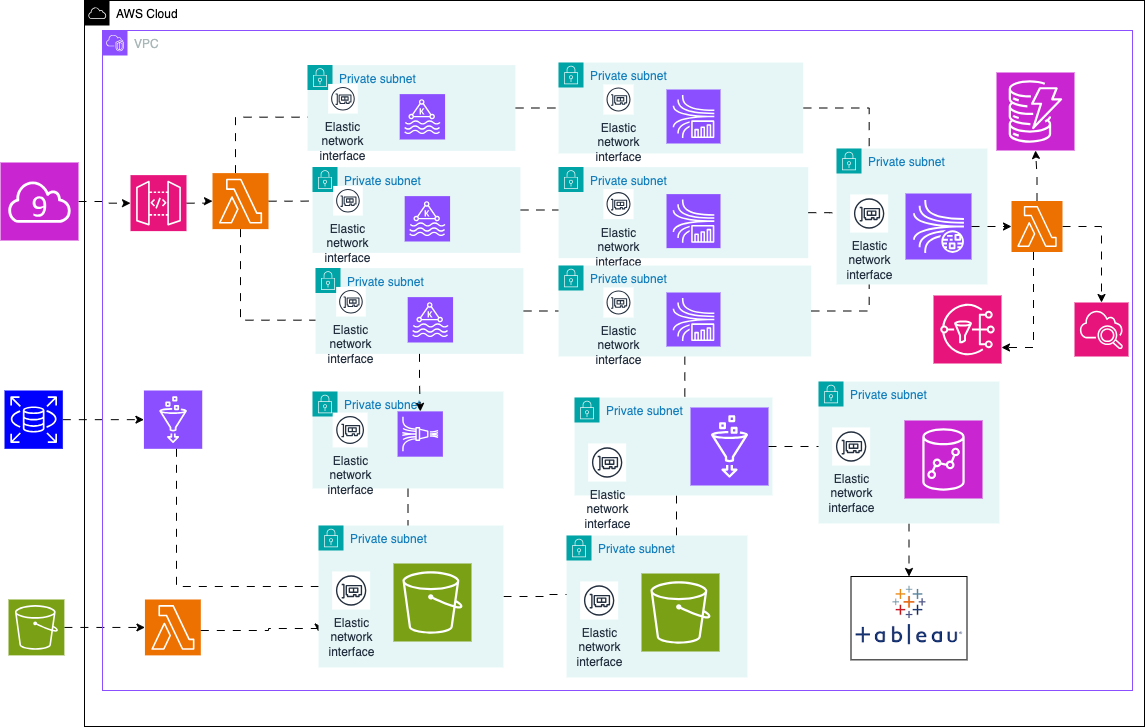 AWS Cloud
VPC
Private subnet
Elastic
network
interface
K
Private subnet
Elastic
network
interface
Private subnet
Elastic
network
interface
K
Private subnet
Elastic
network
interface
Private subnet
Elastic
network
interface
9
</>
Private subnet
Elastic
network
interface
K
Private subnet
Elastic
network
interface
Private subnet
Elastic
network
interface
Private subnet
Elastic
network
interface
Private subnet
Elastic
network
interface
Private subnet
Elastic
network
interface
Private subnet
Elastic
network
interface
+ableau